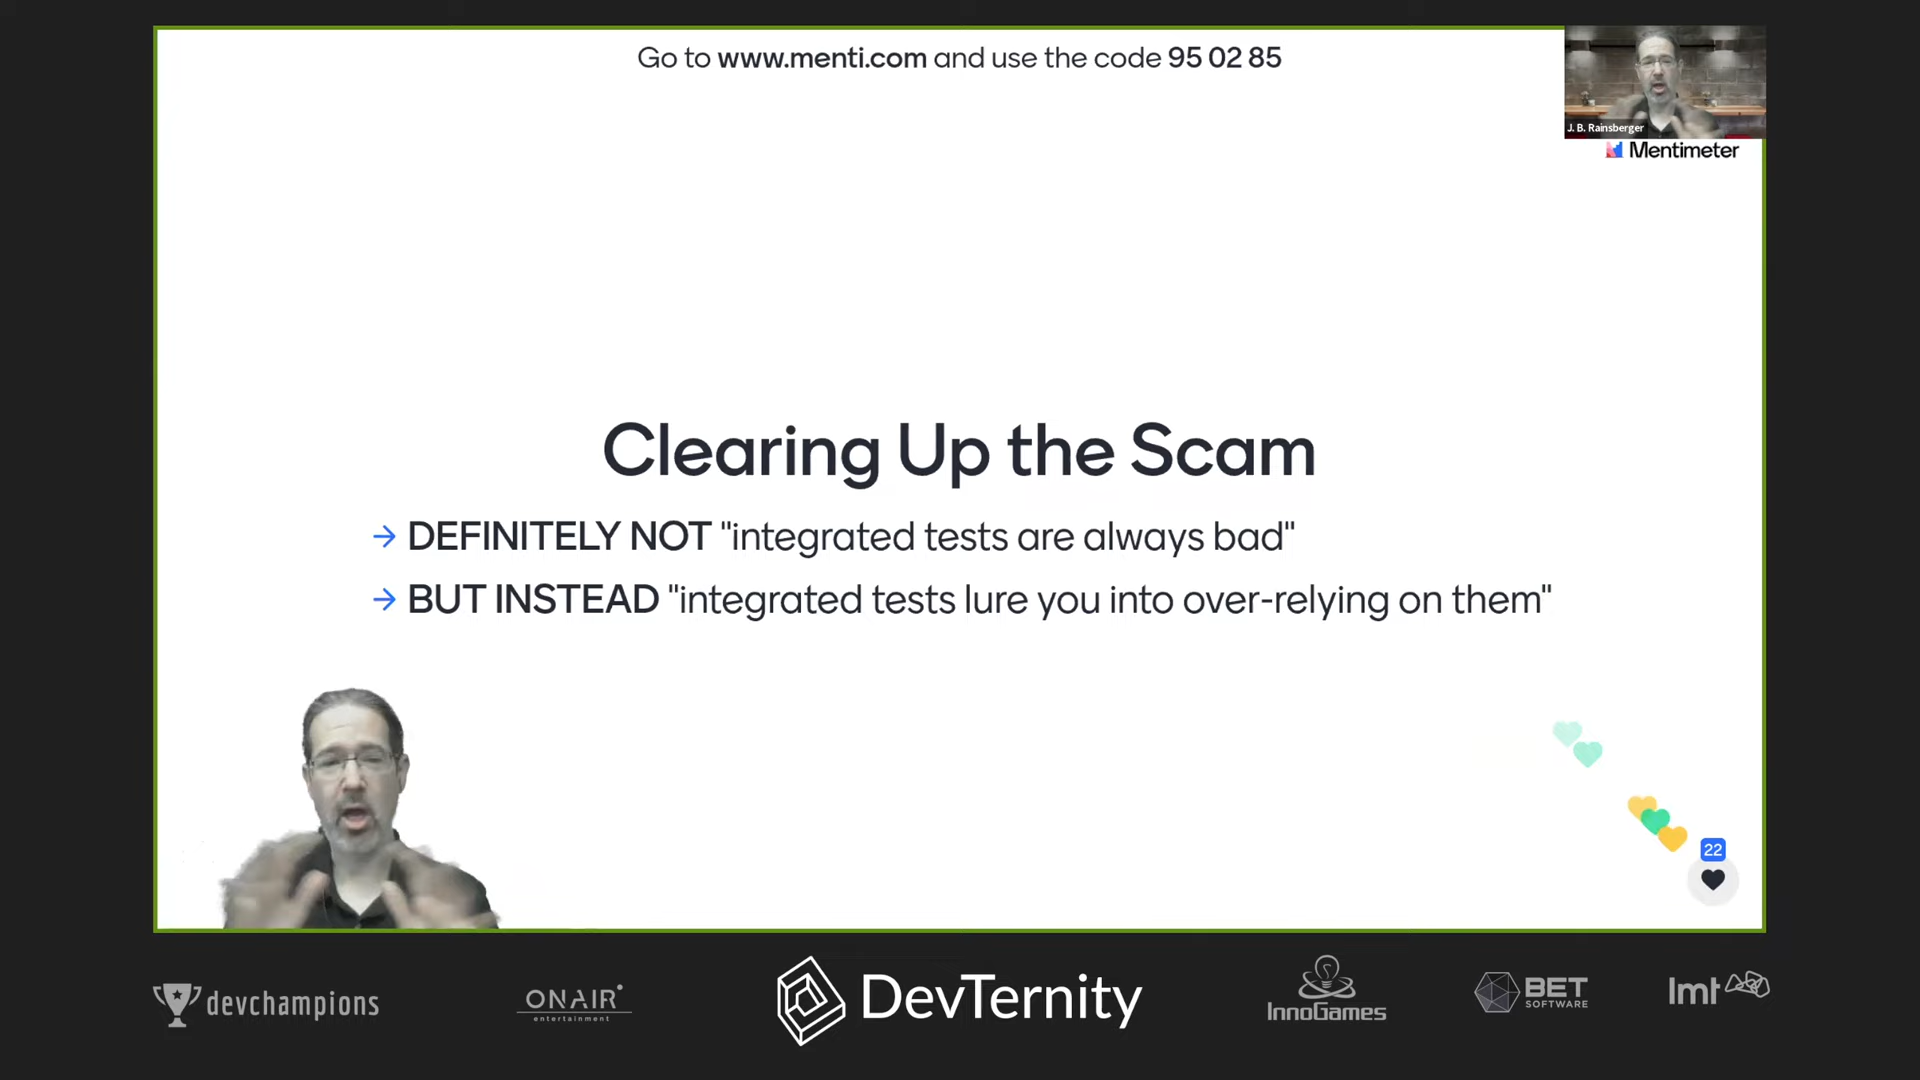 Go to www.menti.com and use the code 95 02 85
J. B. Rainsberger
Mentimeter
Clearing Up the Scam
→ DEFINITELY NOT "integrated tests are always bad"
→ BUT INSTEAD "integrated tests lure you into over-relying on them"
22
devchampions
ONAIR
entertainment
DevTernity
InnoGames
BET
SOFTWARE
lmt